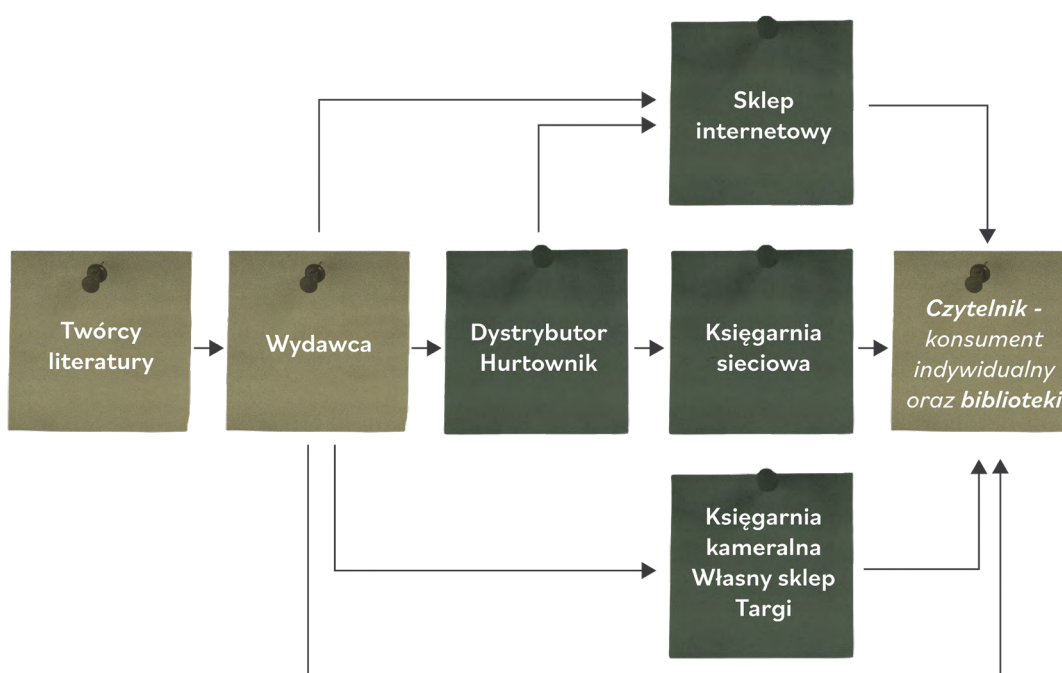 Sklep
internetowy
Twórcy
literatury
Wydawca
Dystrybutor
Hurtownik
Księgarnia
sieciowa
Czytelnik -
konsument
indywidualny
oraz biblioteki
Księgarnia
kameralna
Własny sklep
Targi